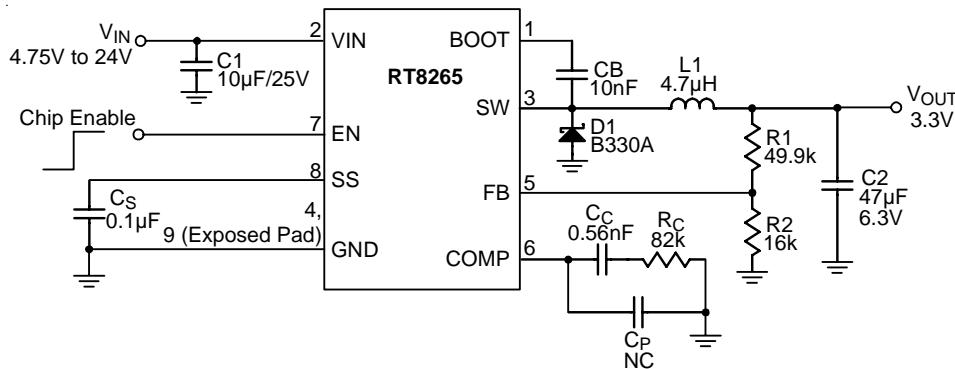 VIN
4.75V to 24V
C1
10µF/25V
Chip Enable
CS
0.1µF
2
7
8
4,
9 (Exposed Pad)
VIN
EN
SS
GND
RT8265
BOOT
SW
FB
COMP
1
3
5
6
CB
10nF
L1
4.7µH
D1
B330A
VOUT
3.3V
R1
49.9k
R2
16k
C2
47µF
6.3V
CC
0.56nF
RC
82k
CP
NC